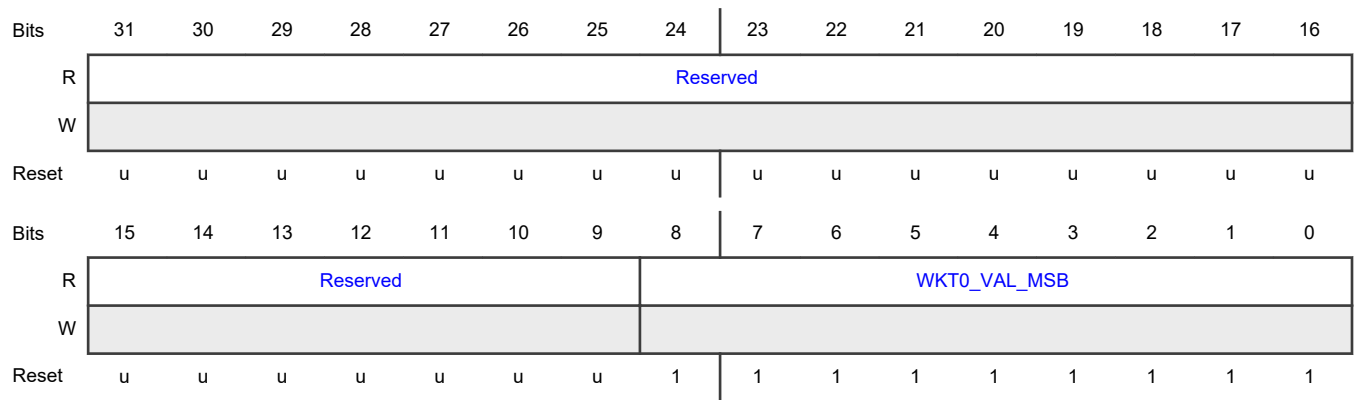 Bits 31 30 29 28 27 26 25 24 23 22 21 20 19 18 17 16
R Reserved
W
Reset u u u u u u u u u u u u u u u u
Bits 15 14 13 12 11 10 9 8 7 6 5 4 3 2 1 0
R Reserved WKT0_VAL_MSB
W
Reset u u u u u u u 1 1 1 1 1 1 1 1 1